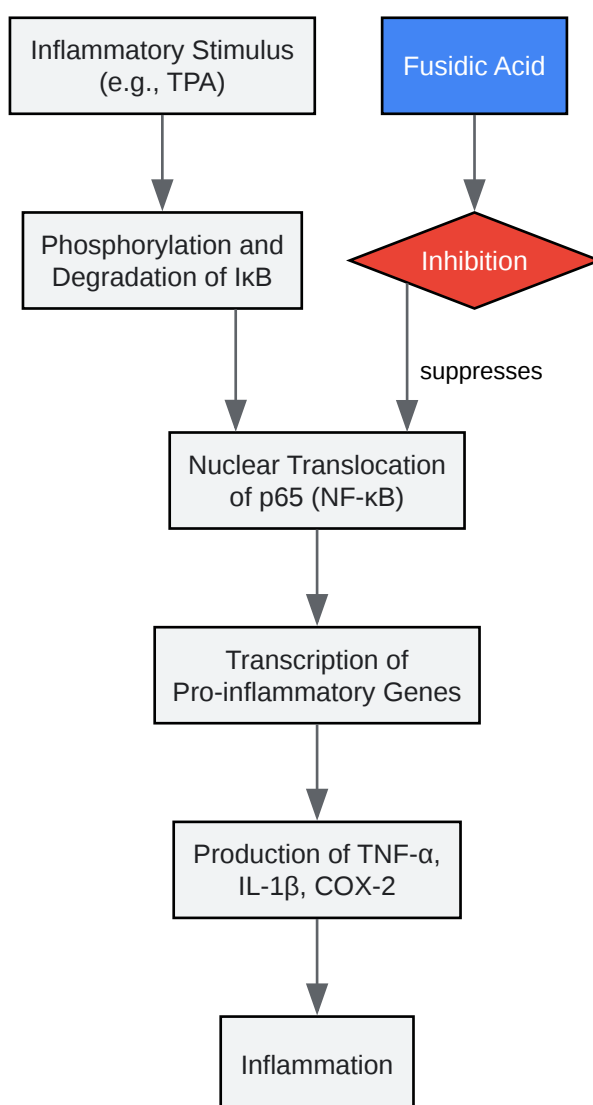 Inflammatory Stimulus
(e.g., TPA)
Fusidic Acid
Phosphorylation and
Degradation of IκB
Inhibition
suppresses
Nuclear Translocation
of p65 (NF-κB)
Transcription of
Pro-inflammatory Genes
Production of TNF-α,
IL-1β, COX-2
Inflammation